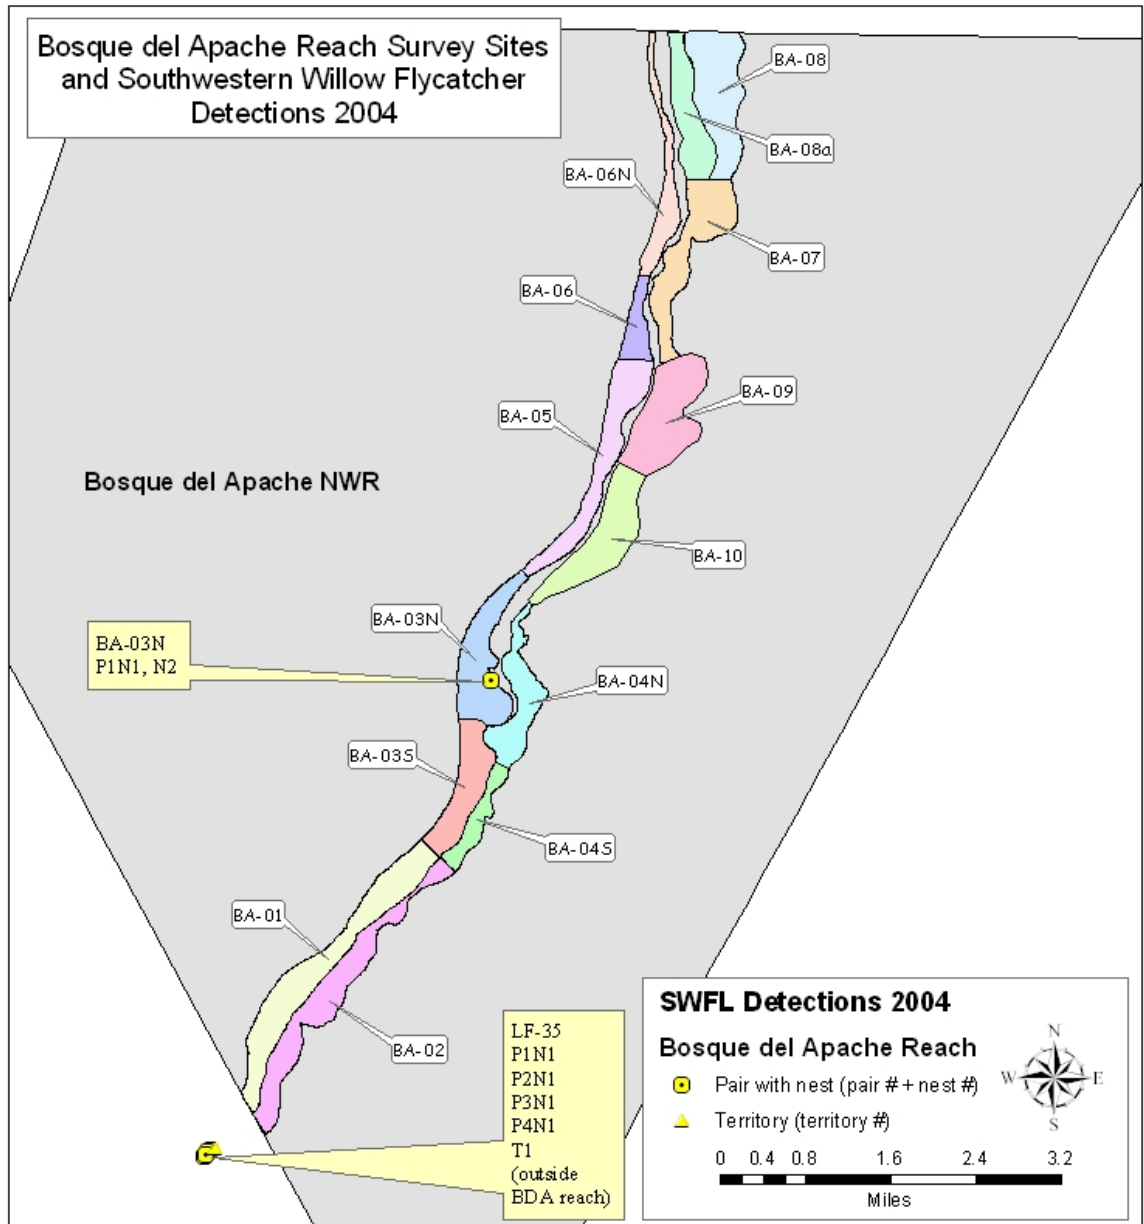 Bosque del Apache Reach Survey Sites
and Southwestern Willow Flycatcher
Detections 2004
BA-08
BA-08a
BA-06N
BA-07
BA-06
BA-09
BA-05
Bosque del Apache NWR
BA-10
BA-03N
BA-03N
P1N1, N2
BA-04N
BA-03S
BA-04S
BA-01
BA-02
LF-35
P1N1
P2N1
P3N1
P4N1
T1
(outside
BDA reach)
SWFL Detections 2004
Bosque del Apache Reach
Pair with nest (pair # + nest #)
Territory (territory #)
N
W E
S
0 0.4 0.8 1.6 2.4 3.2
Miles